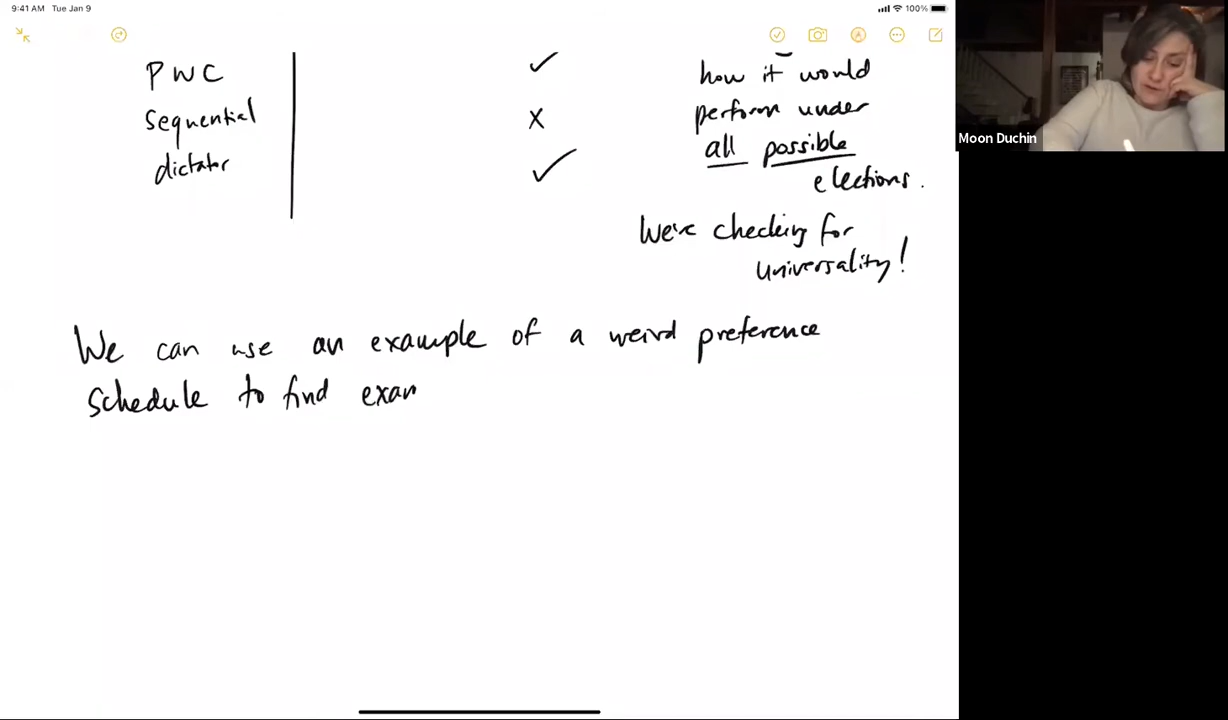 9:41 AM Tue Jan 9
100%
PWC
sequential
dictator
how it would
perform under
all possible
elections.
We're checking for
universality!
We can use an example of a weird preference
schedule to find exam
Moon Duchin